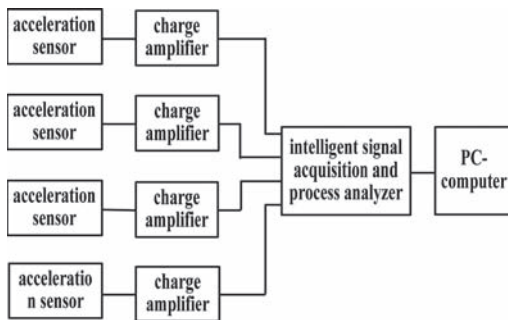 acceleration
sensor
charge
amplifier
acceleration
sensor
charge
amplifier
acceleration
sensor
charge
amplifier
acceleratio
n sensor
charge
amplifier
intelligent signal
acquisition and
process analyzer
PC-
computer